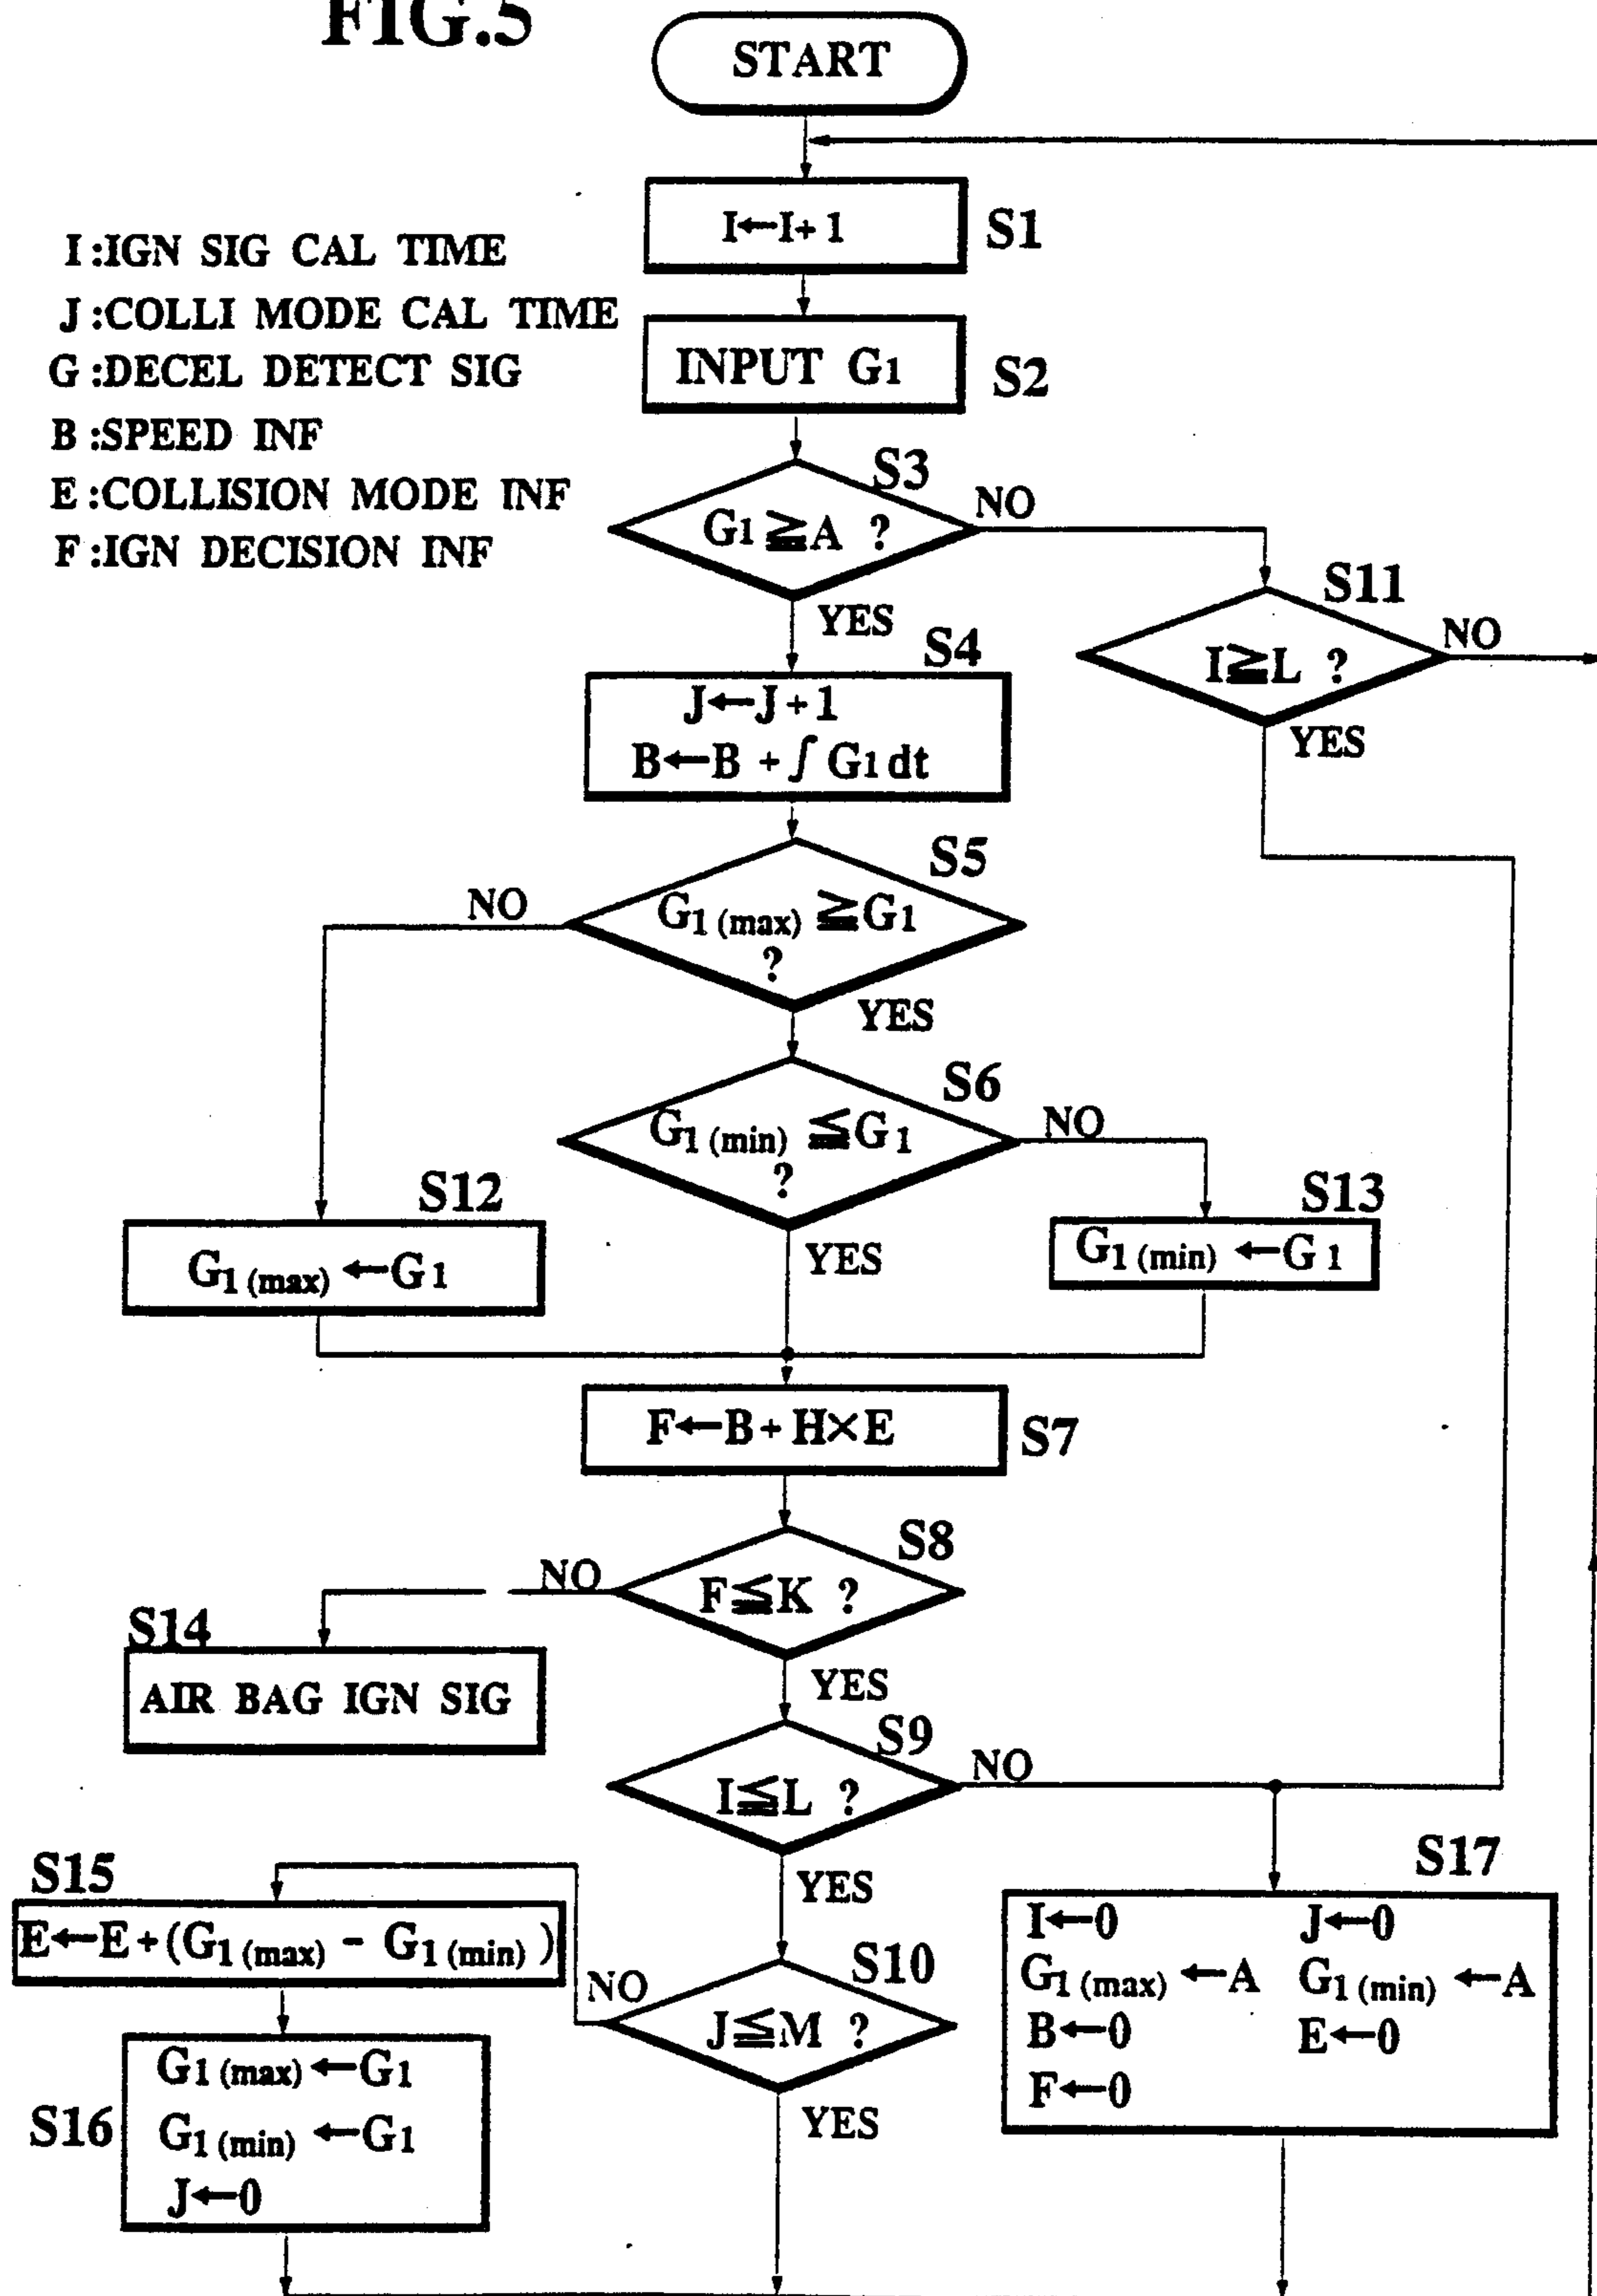 FIG.5
START
I←I+1
S1
I:IGN SIG CAL TIME
J:COLLI MODE CAL TIME
G:DECEL DETECT SIG
B:SPEED INF
E:COLLISION MODE INF
F:IGN DECISION INF
INPUT G1
S2
S3
G1≧A ?
NO
YES
S11
I≧L ?
NO
YES
S4
J←J+1
B←B+∫G1dt
S5
G1(max)≧G1
?
NO
YES
S6
G1(min)≦G1
?
NO
YES
S12
G1(max)←G1
S13
G1(min)←G1
F←B+H×E
S7
S8
F≦K ?
NO
YES
S14
AIR BAG IGN SIG
S9
I≦L ?
NO
YES
S15
E←E+(G1(max)-G1(min))
S10
J≦M ?
NO
YES
S16
G1(max)←G1
G1(min)←G1
J←0
S17
I←0 J←0
G1(max)←A G1(min)←A
B←0 E←0
F←0